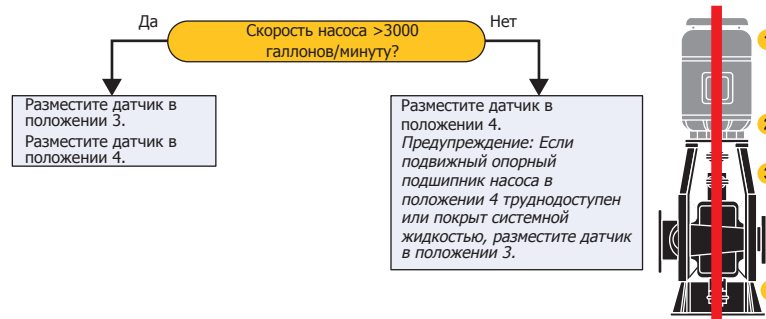 Да
Скорость насоса >3000
галлонов/минуту?
Нет
Разместите датчик в
положении 3.
Разместите датчик в
положении 4.
Разместите датчик в
положении 4.
Предупреждение: Если
подвижный опорный
подшипник насоса в
положении 4 труднодоступен
или покрыт системной
жидкостью, разместите датчик
в положении 3.